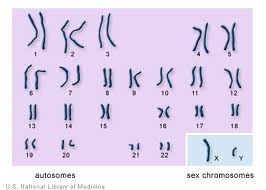 1 2 3 4 5
6 7 8 9 10 11 12
13 14 15 16 17 18
19 20 21 22 X Y
autosomes sex chromosomes
U.S. National Library of Medicine